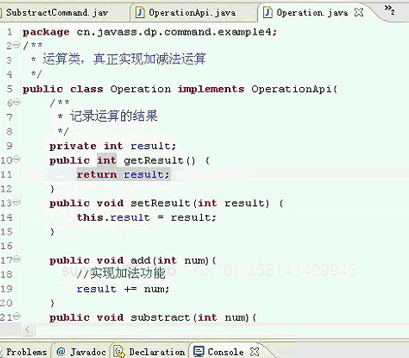 SubstractCommand.jav OperationApi.java Operation.java 2
1 package cn.javass.dp.command.example4;
2 /**
3 * 运算类，真正实现加减法运算
4 */
5 public class Operation implements OperationApi{
6 /**
7 * 记录运算的结果
8 */
9 private int result;
10 public int getResult() {
11 return result;
12 }
13 public void setResult(int result) {
14 this.result = result;
15 }
16
17 public void add(int num){
18 //实现加法功能
19 result += num;
20 }
21 public void substract(int num){
Problems @ Javadoc Declaration Console